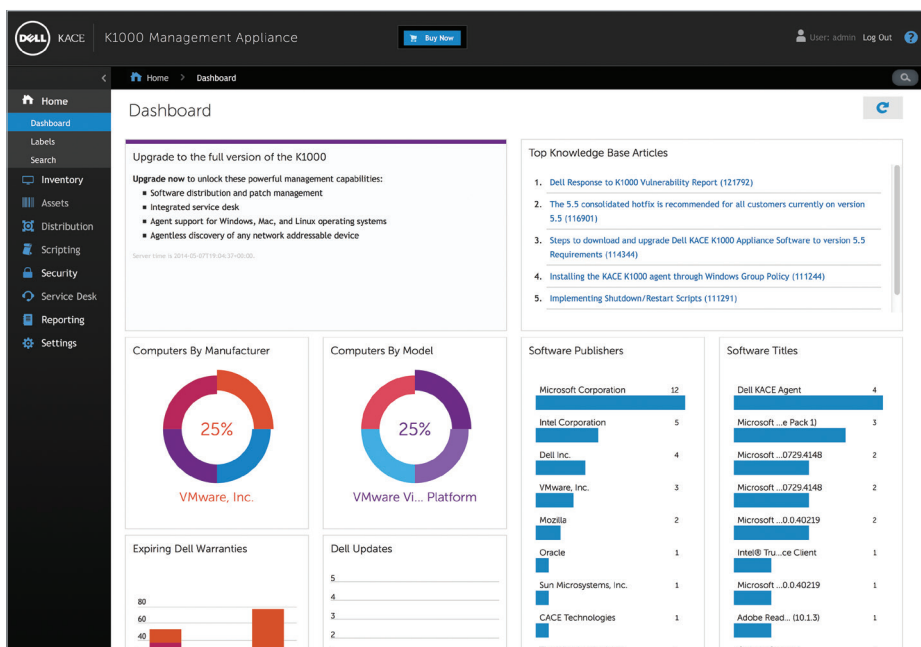 DELL KACE K1000 Management Appliance
Buy Now
User: admin Log Out ?
< Home > Dashboard
Home
Dashboard
Labels
Search
Inventory
Assets
Distribution
Scripting
Security
Service Desk
Reporting
Settings
Dashboard
Upgrade to the full version of the K1000
Upgrade now to unlock these powerful management capabilities:
▪ Software distribution and patch management
▪ Integrated service desk
▪ Agent support for Windows, Mac, and Linux operating systems
▪ Agentless discovery of any network addressable device
Server time is 2014-05-07T19:04:37+00:00.
Top Knowledge Base Articles
1. Dell Response to K1000 Vulnerability Report (121792)
2. The 5.5 consolidated hotfix is recommended for all customers currently on version
5.5 (116901)
3. Steps to download and upgrade Dell KACE K1000 Appliance Software to version 5.5
Requirements (114344)
4. Installing the KACE K1000 agent through Windows Group Policy (111244)
5. Implementing Shutdown/Restart Scripts (111291)
Computers By Manufacturer
25%
VMware, Inc.
Computers By Model
25%
VMware Vi... Platform
Software Publishers
Microsoft Corporation 12
Intel Corporation 5
Dell Inc. 4
VMware, Inc. 3
Mozilla 2
Oracle 1
Sun Microsystems, Inc. 1
CACE Technologies 1
Software Titles
Dell KACE Agent 4
Microsoft ...e Pack 1) 3
Microsoft ...0729.4148 2
Microsoft ...0729.4148 2
Microsoft ...0.0.40219 2
Intel® Tru...ce Client 1
Microsoft ...0.0.40219 1
Adobe Read... (10.1.3) 1
Expiring Dell Warranties
80
60
40
Dell Updates
5
4
3
2